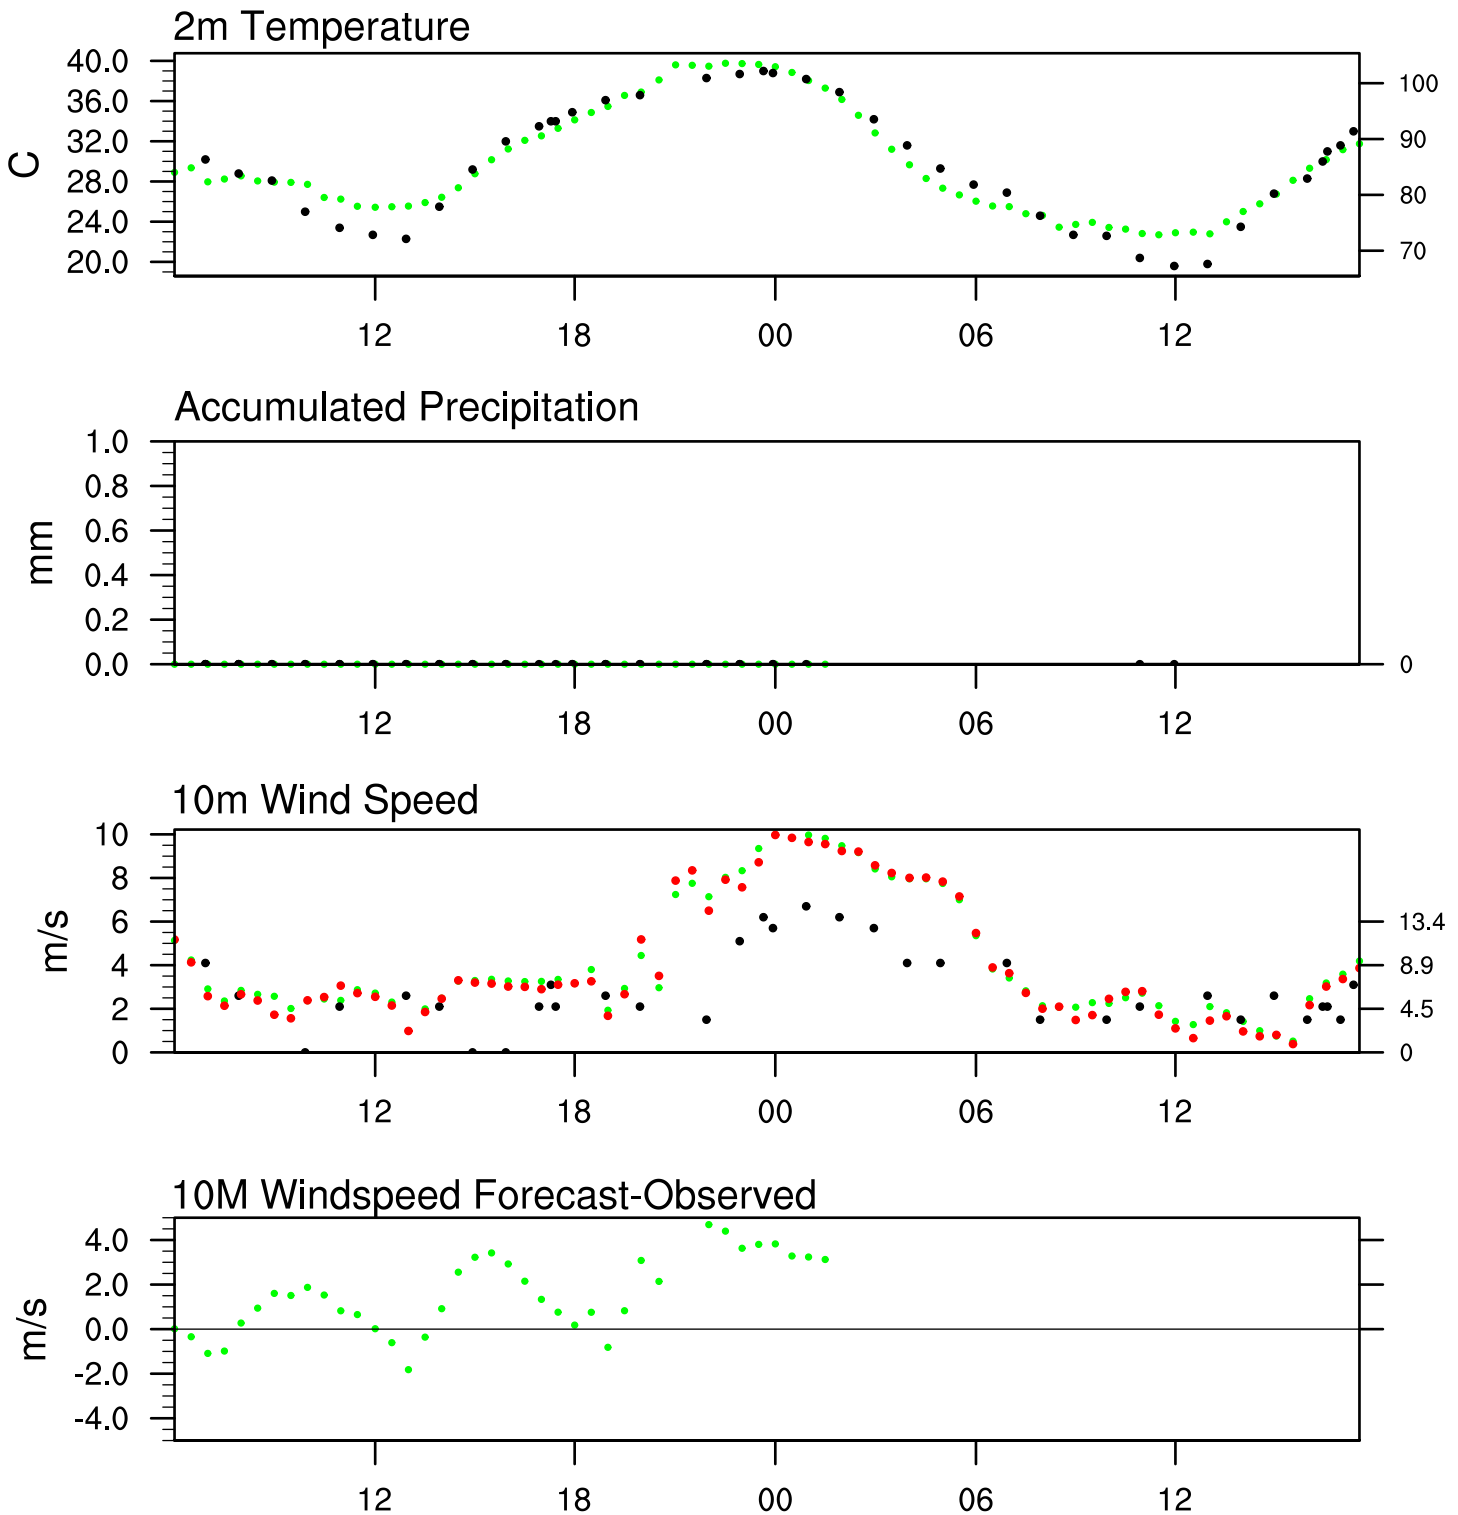 2m Temperature
40.0
36.0
32.0
28.0
24.0
20.0
C
100
90
80
70
12 18 00 06 12
Accumulated Precipitation
1.0
0.8
0.6
0.4
0.2
0.0
mm
0
12 18 00 06 12
10m Wind Speed
10
8
6
4
2
0
m/s
13.4
8.9
4.5
0
12 18 00 06 12
10M Windspeed Forecast-Observed
4.0
2.0
0.0
-2.0
-4.0
m/s
12 18 00 06 12